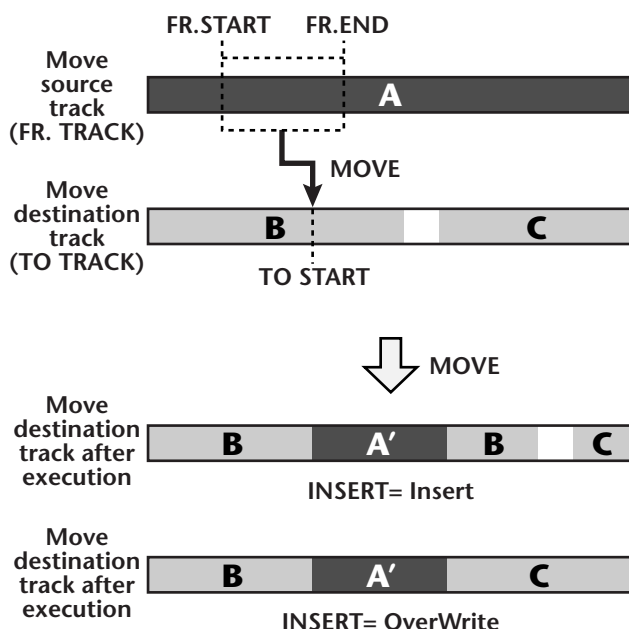 FR.START FR.END
Move
source
track
(FR. TRACK)
A
MOVE
Move
destination
track
(TO TRACK)
B C
TO START
MOVE
Move
destination
track after
execution
B A′ B C
INSERT= Insert
Move
destination
track after
execution
B A′ C
INSERT= OverWrite